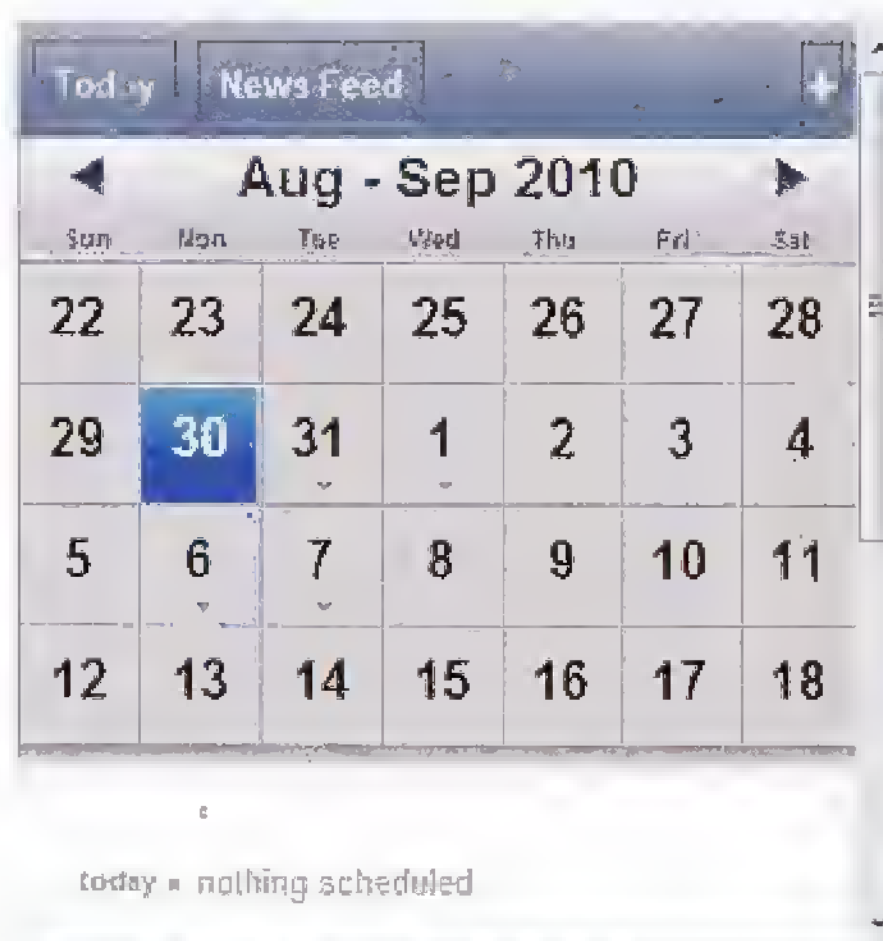 Today News Feed +
Aug - Sep 2010
Sun Mon Tue Wed Thu Fri Sat
22 23 24 25 26 27 28
29 30 31 1 2 3 4
5 6 7 8 9 10 11
12 13 14 15 16 17 18
today ▪ nothing scheduled